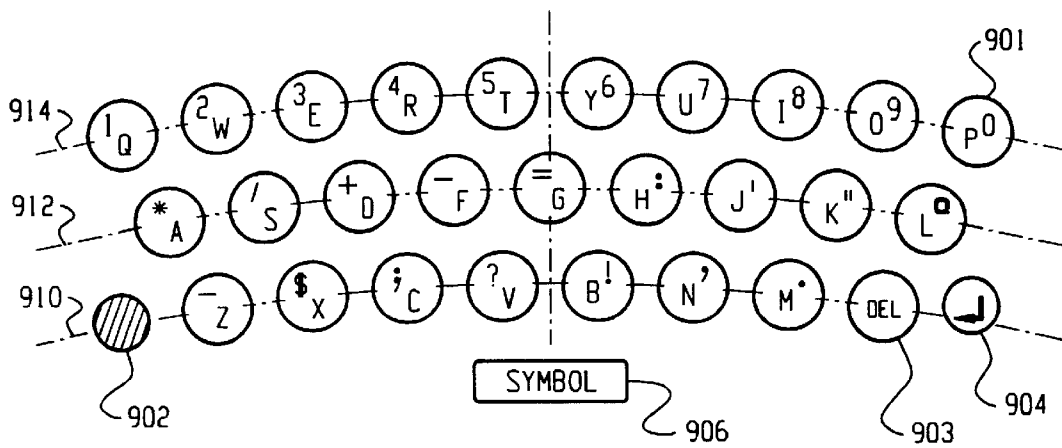 901
914 1Q 2W 3E 4R 5T Y6 U7 I8 O9 P0
912 *A /S +D -F =G H: J' K" L
910 -Z $X ;C ?V B! N' M. DEL
SYMBOL
902 906 903 904